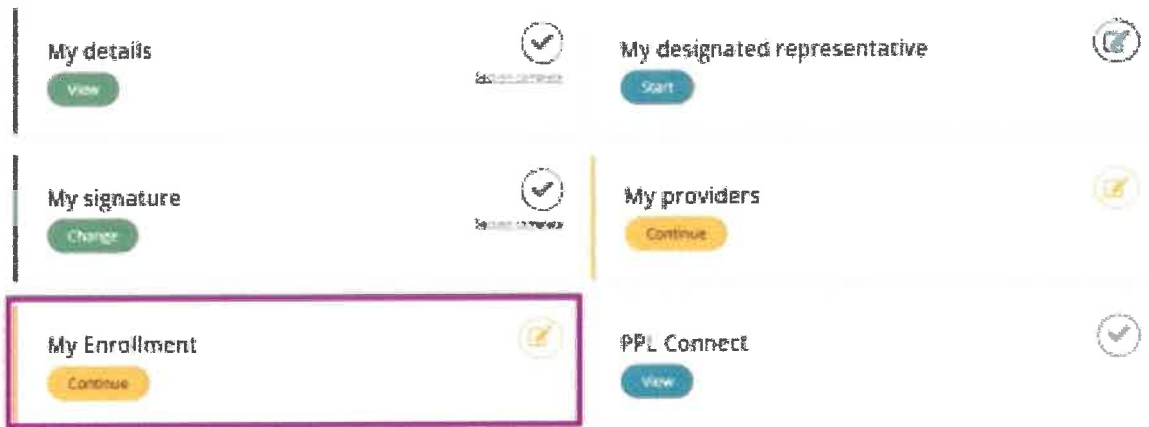 My details
View
My designated representative
Start
My signature
Change
My providers
Continue
My Enrollment
Continue
PPL Connect
View